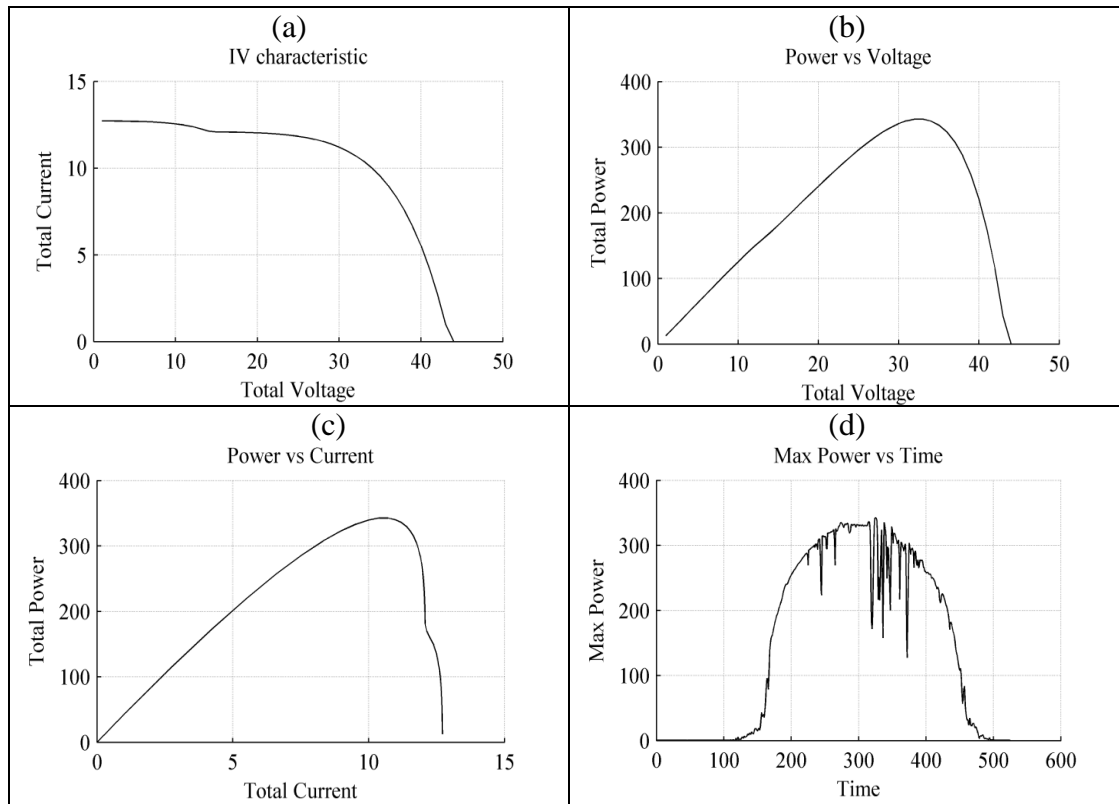 (a)
IV characteristic
15
10
5
0
0 10 20 30 40 50
Total Current
Total Voltage
(b)
Power vs Voltage
400
300
200
100
0
0 10 20 30 40 50
Total Power
Total Voltage
(c)
Power vs Current
400
300
200
100
0
0 5 10 15
Total Power
Total Current
(d)
Max Power vs Time
400
300
200
100
0
0 100 200 300 400 500 600
Max Power
Time